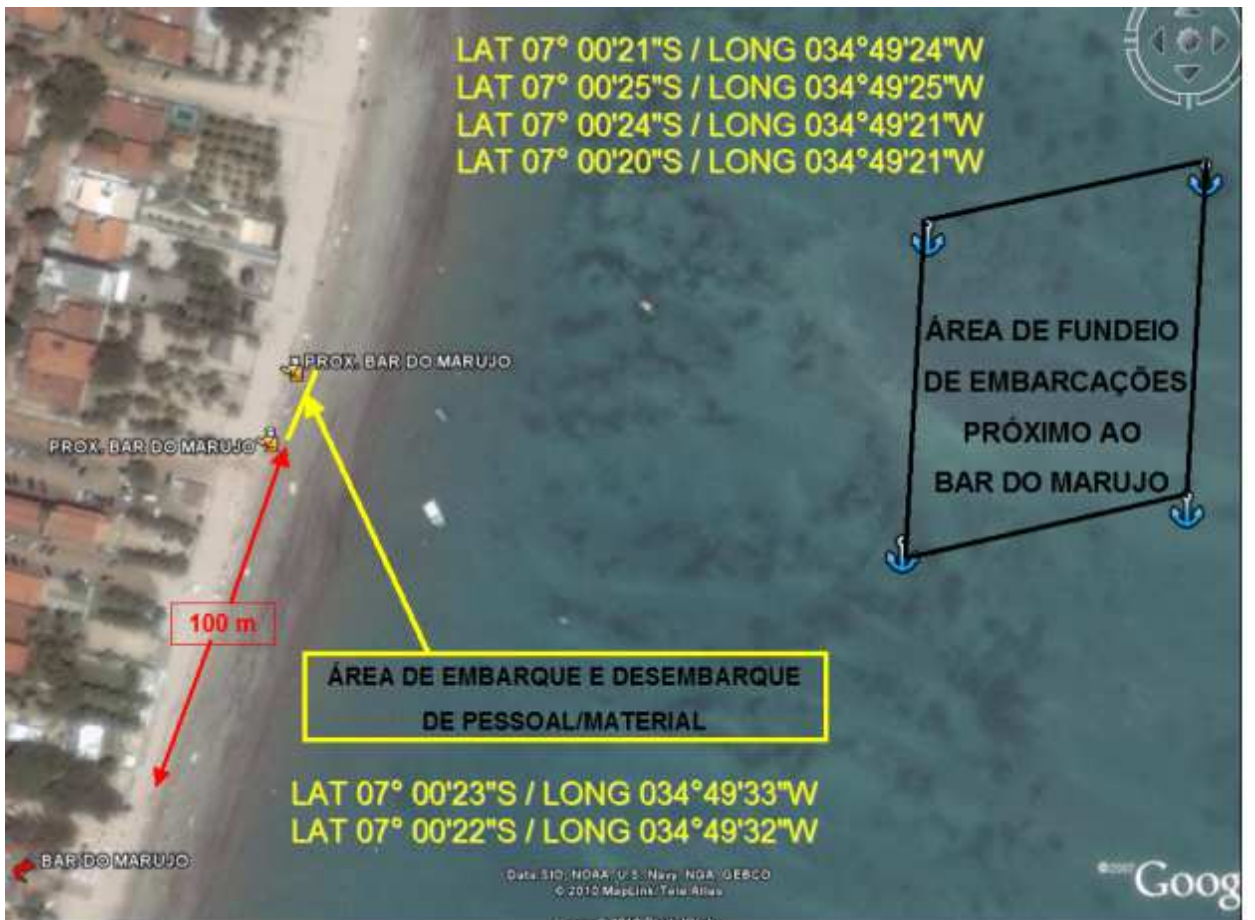 LAT 07° 00'21"S / LONG 034°49'24"W
LAT 07° 00'25"S / LONG 034°49'25"W
LAT 07° 00'24"S / LONG 034°49'21"W
LAT 07° 00'20"S / LONG 034°49'21"W
ÁREA DE FUNDEIO
DE EMBARCAÇÕES
PRÓXIMO AO
BAR DO MARUJO
PROX. BAR DO MARUJO
PROX. BAR DO MARUJO
100 m
ÁREA DE EMBARQUE E DESEMBARQUE
DE PESSOAL/MATERIAL
LAT 07° 00'23"S / LONG 034°49'33"W
LAT 07° 00'22"S / LONG 034°49'32"W
BAR DO MARUJO
Data SIO, NOAA, U.S. Navy, NGA, GEBCO
© 2010 MapLink/Tele Atlas
©2007 Goog